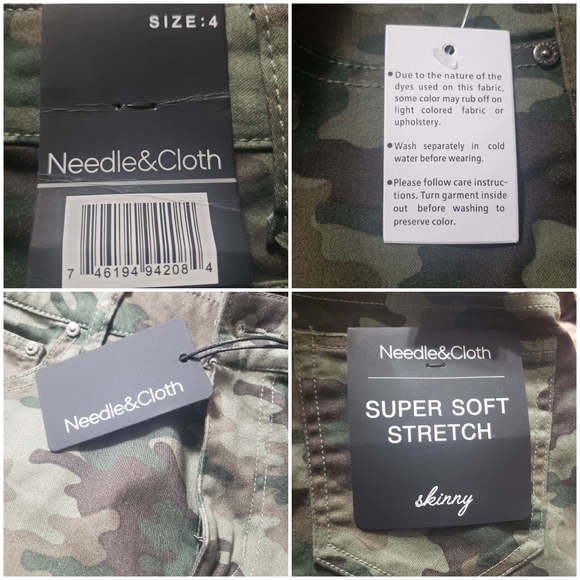 SIZE:4
Needle&Cloth
7 46194 94208 4
• Due to the nature of the
dyes used on this fabric,
some color may rub off on
light colored fabric or
upholstery.
• Wash separately in cold
water before wearing.
• Please follow care instruc-
tions. Turn garment inside
out before washing to
preserve color.
Needle&Cloth
Needle&Cloth
SUPER SOFT
STRETCH
skinny